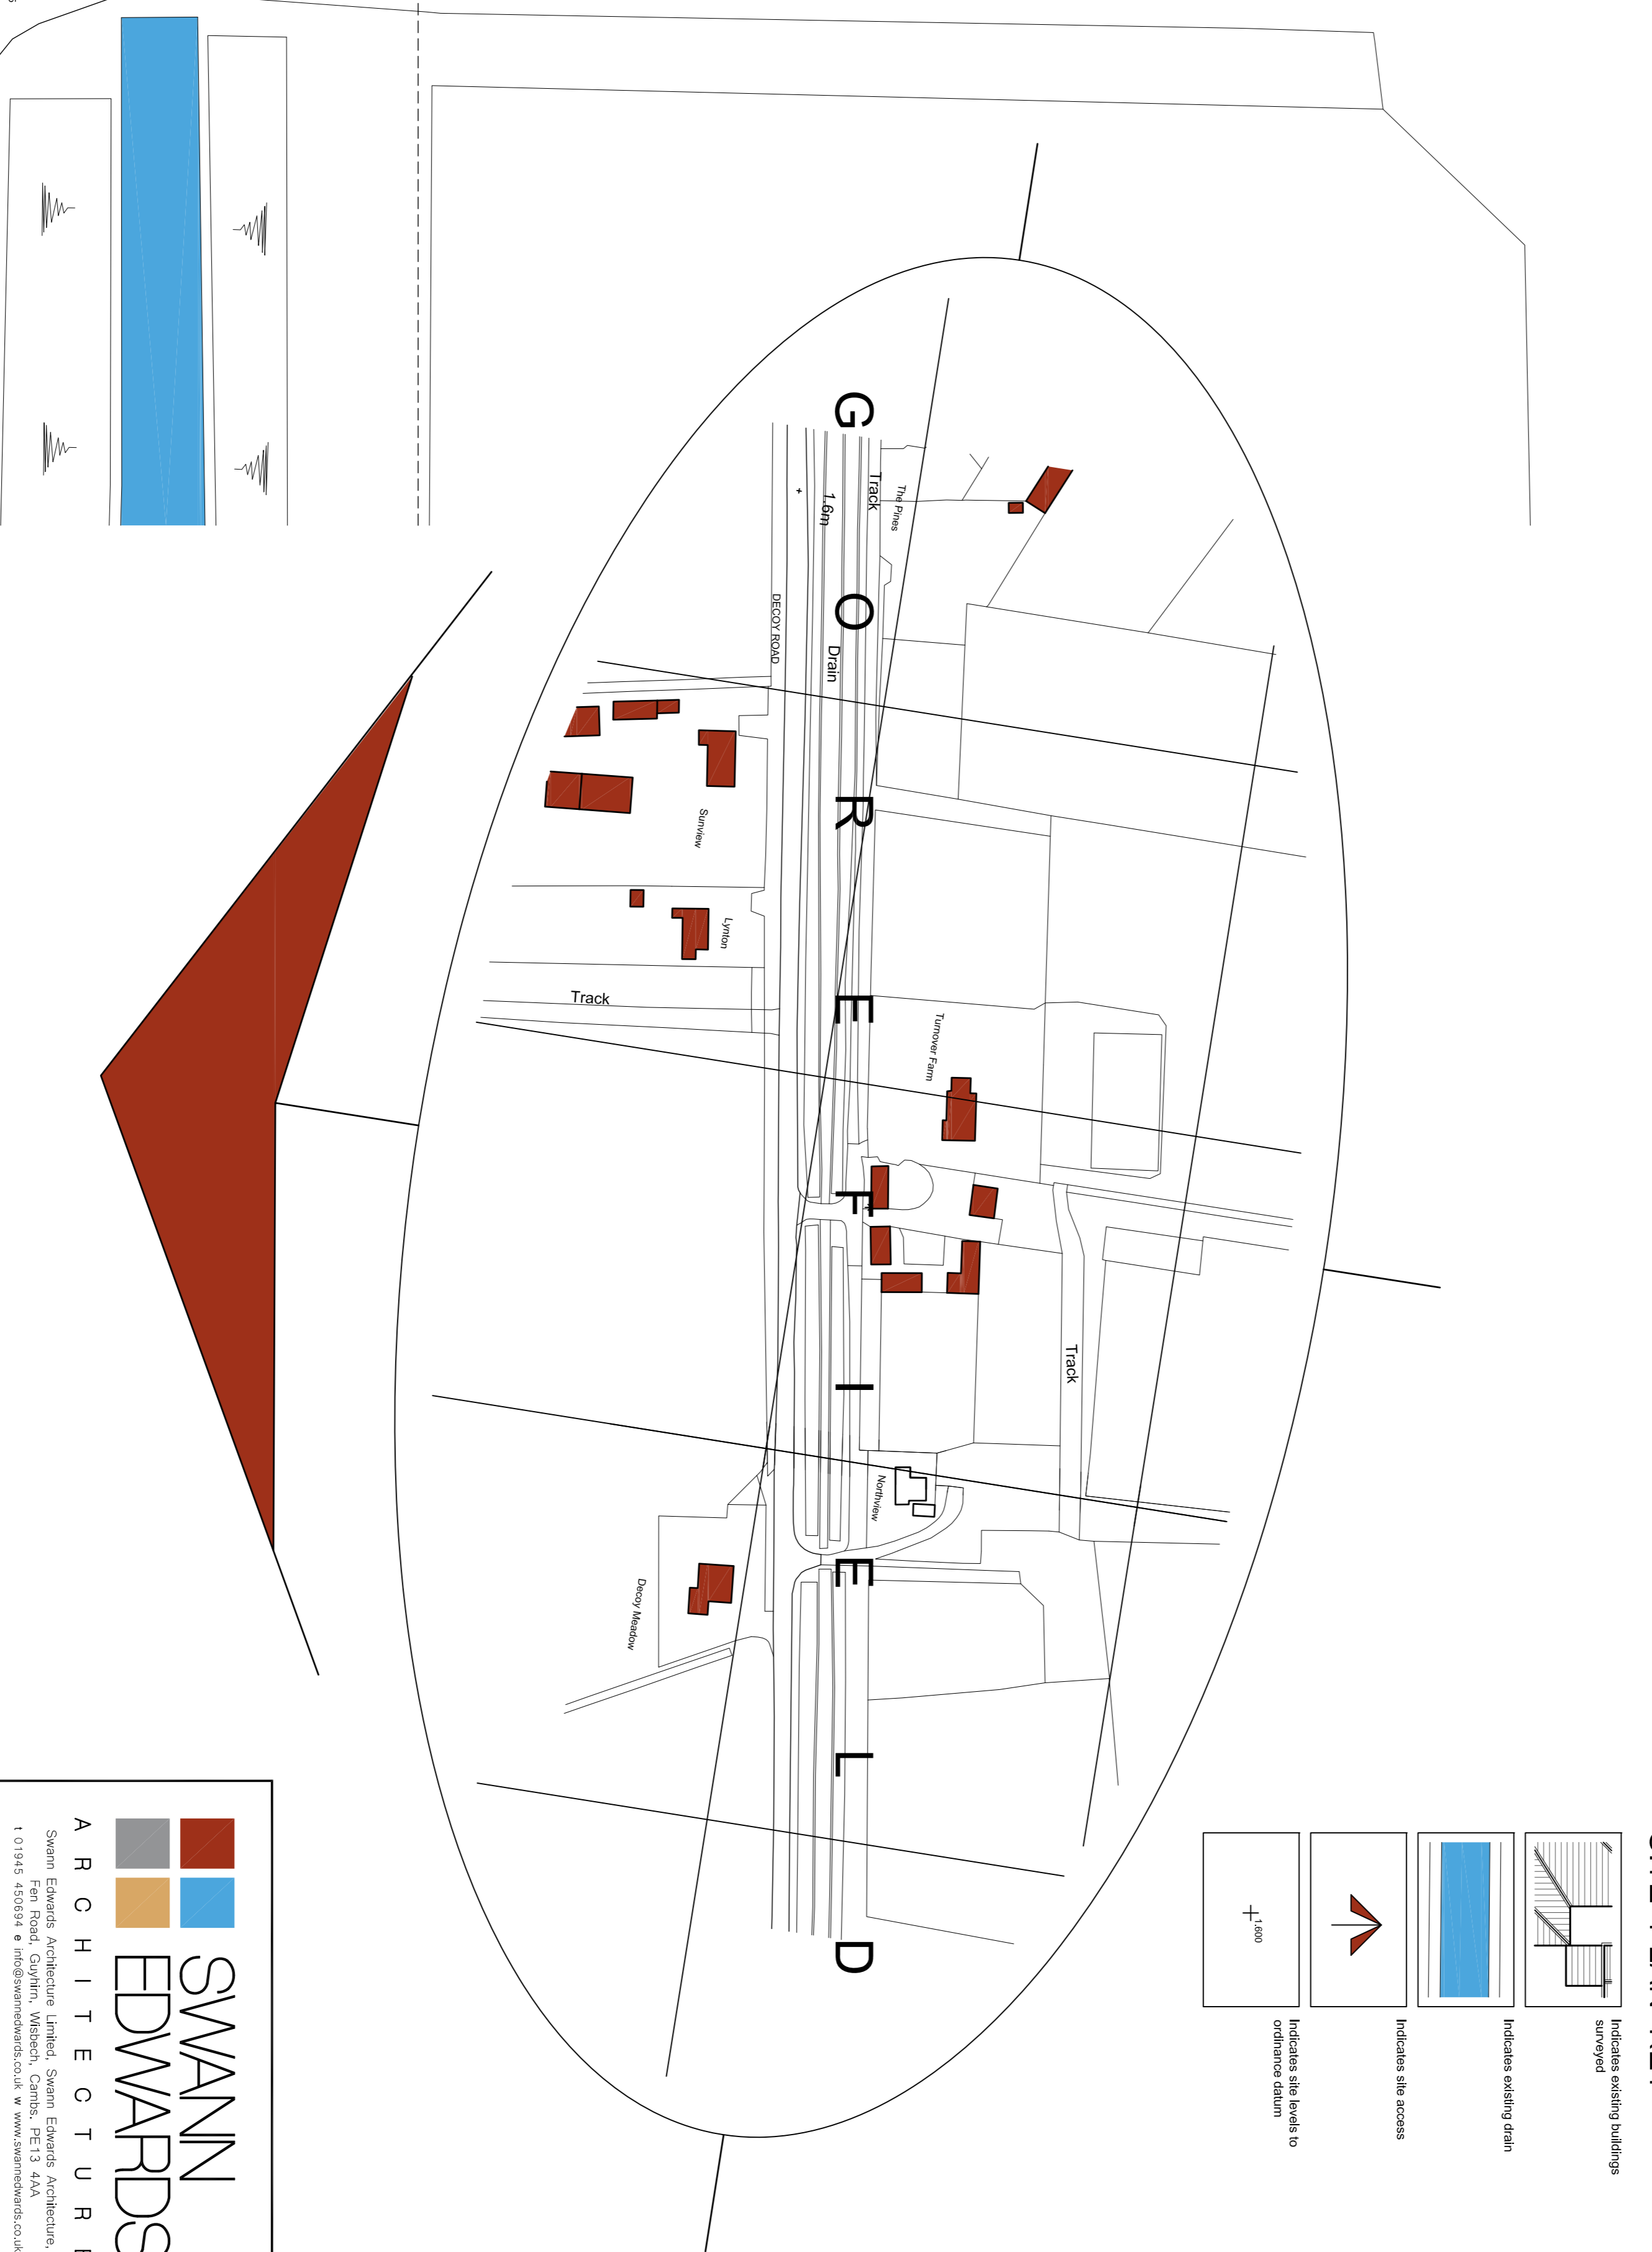 GOREFIELD
Track
The Pines
1.6m
Drain
DECOY ROAD
Sunview
Lynton
Track
Turnover Farm
Track
Northview
Decoy Meadow
Indicates existing buildings
surveyed
Indicates existing drain
Indicates site access
1.600
Indicates site levels to
ordinance datum
SWANN
EDWARDS
ARCHITECTURE
Swann Edwards Architecture Limited, Swann Edwards Architecture,
Fen Road, Guyhirn, Wisbech, Cambs, PE13 4AA
t 01945 450694 e info@swannedwards.co.uk w www.swannedwards.co.uk